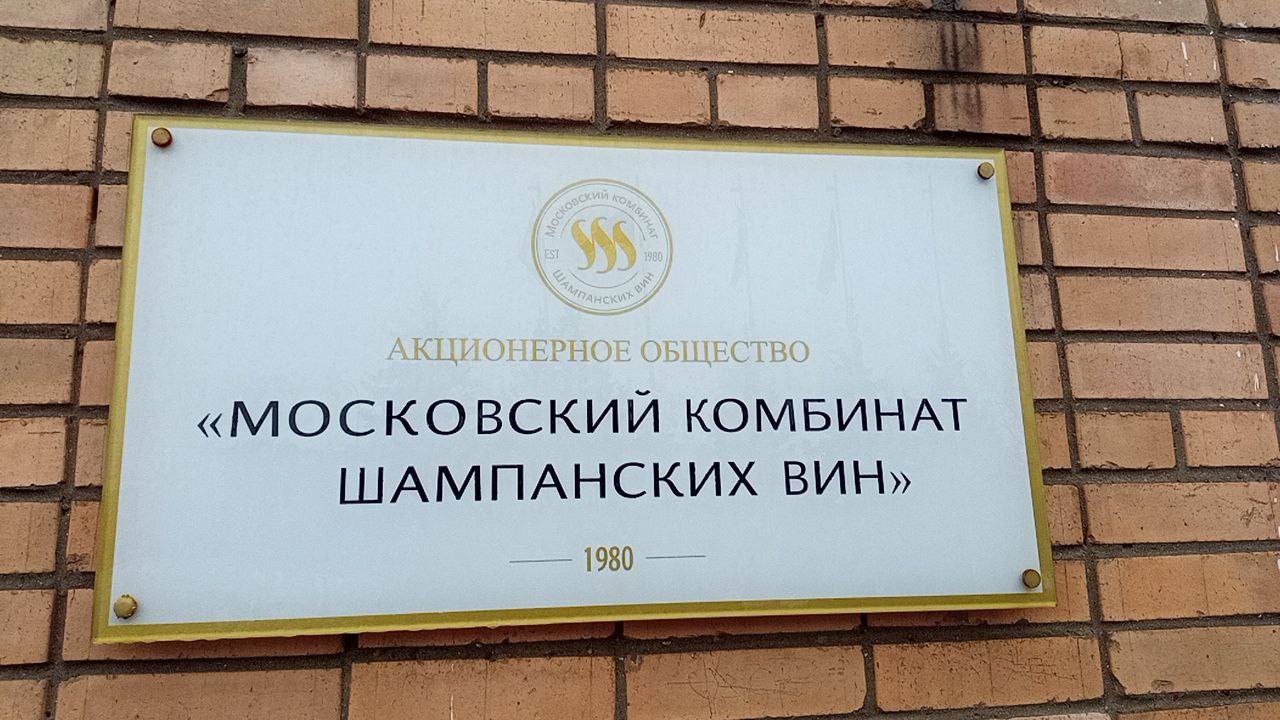 МОСКОВСКИЙ КОМБИНАТ
EST 1980
ШАМПАНСКИХ ВИН
АКЦИОНЕРНОЕ ОБЩЕСТВО
«МОСКОВСКИЙ КОМБИНАТ
ШАМПАНСКИХ ВИН»
1980